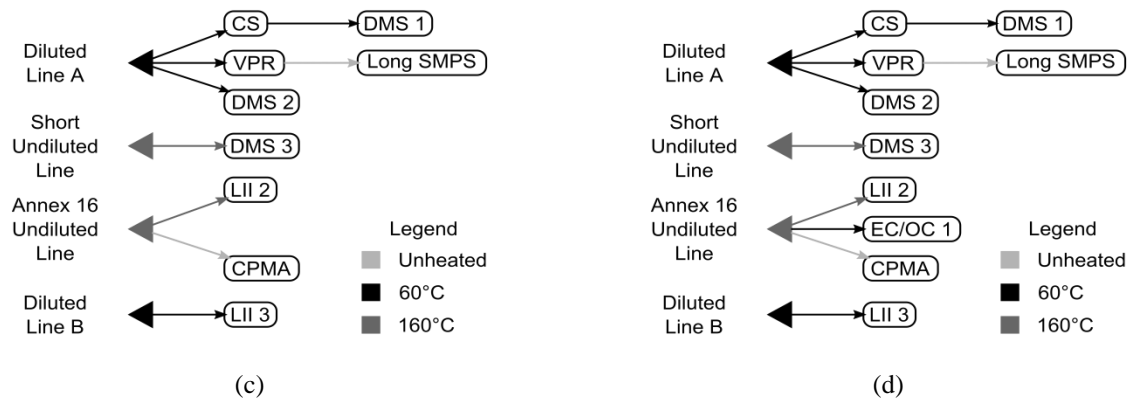 CS
DMS 1
Diluted
Line A
VPR
Long SMPS
DMS 2
Short
Undiluted
Line
DMS 3
LII 2
Annex 16
Undiluted
Line
CPMA
Diluted
Line B
LII 3
Legend
Unheated
60°C
160°C
(c)
CS
DMS 1
Diluted
Line A
VPR
Long SMPS
DMS 2
Short
Undiluted
Line
DMS 3
LII 2
Annex 16
Undiluted
Line
EC/OC 1
CPMA
Diluted
Line B
LII 3
Legend
Unheated
60°C
160°C
(d)